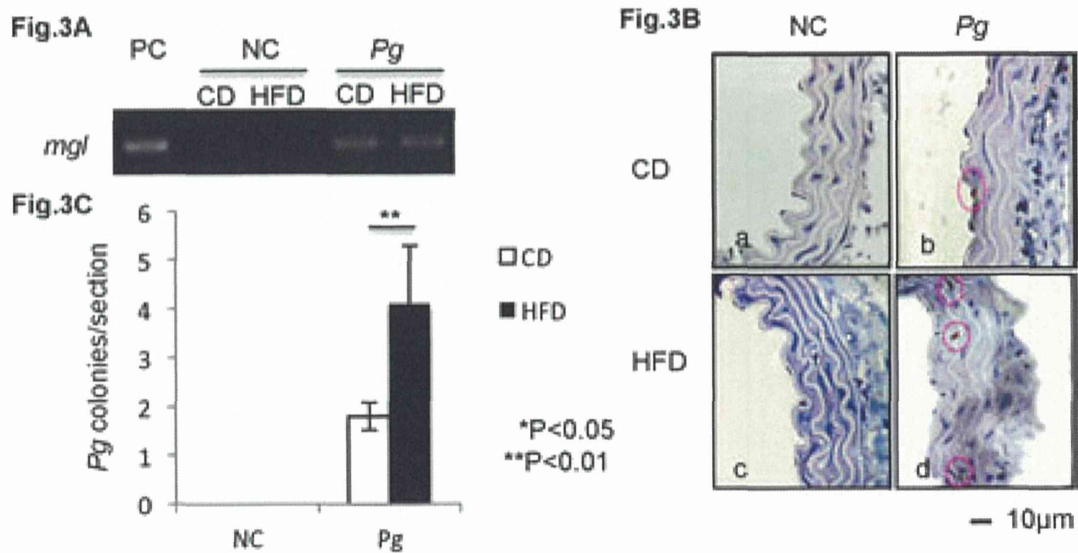 Fig.3A
PC NC Pg
CD HFD CD HFD
mgl
Fig.3C
Pg colonies/section
6
5
4
3
2
1
0
**
NC Pg
CD
HFD
*P<0.05
**P<0.01
Fig.3B
NC Pg
CD
a b
HFD
c d
10μm